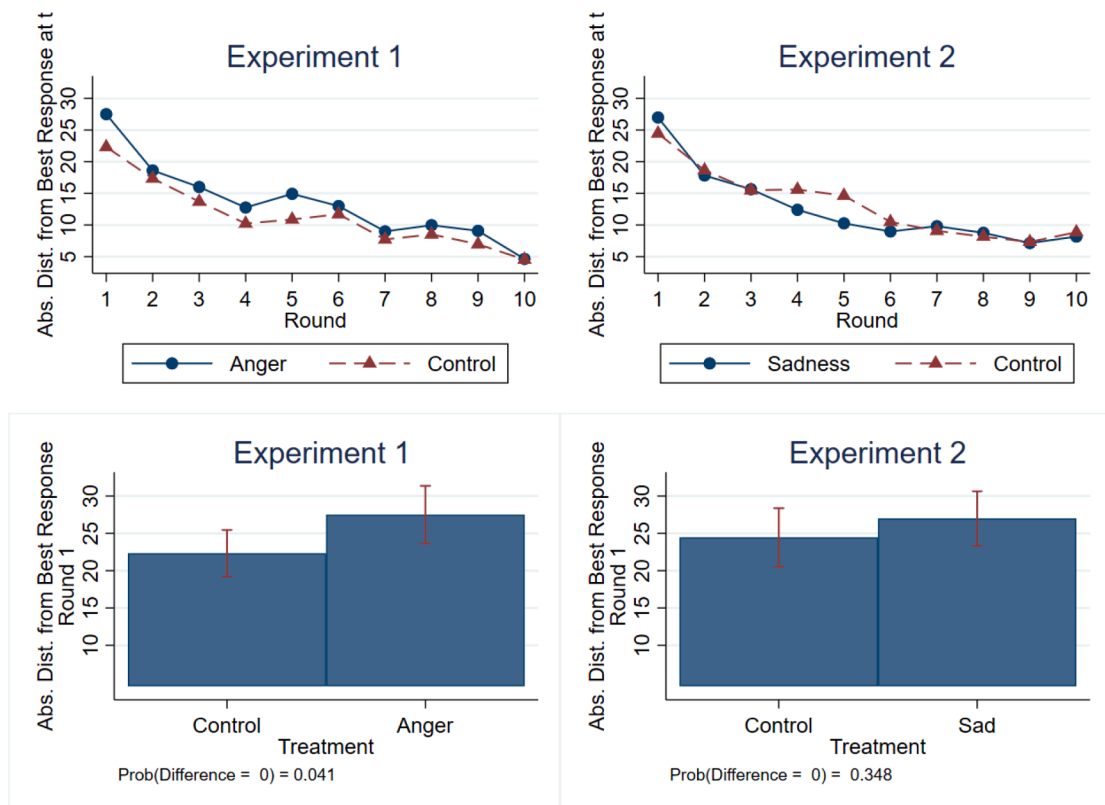 Experiment 1
Abs. Dist. from Best Response at t
30
25
20
15
10
5
1 2 3 4 5 6 7 8 9 10
Round
Anger Control
Experiment 2
Abs. Dist. from Best Response at t
30
25
20
15
10
5
1 2 3 4 5 6 7 8 9 10
Round
Sadness Control
Experiment 1
Abs. Dist. from Best Response
Round 1
30
25
20
15
10
Control Anger
Treatment
Prob(Difference = 0) = 0.041
Experiment 2
Abs. Dist. from Best Response
Round 1
30
25
20
15
10
Control Sad
Treatment
Prob(Difference = 0) = 0.348